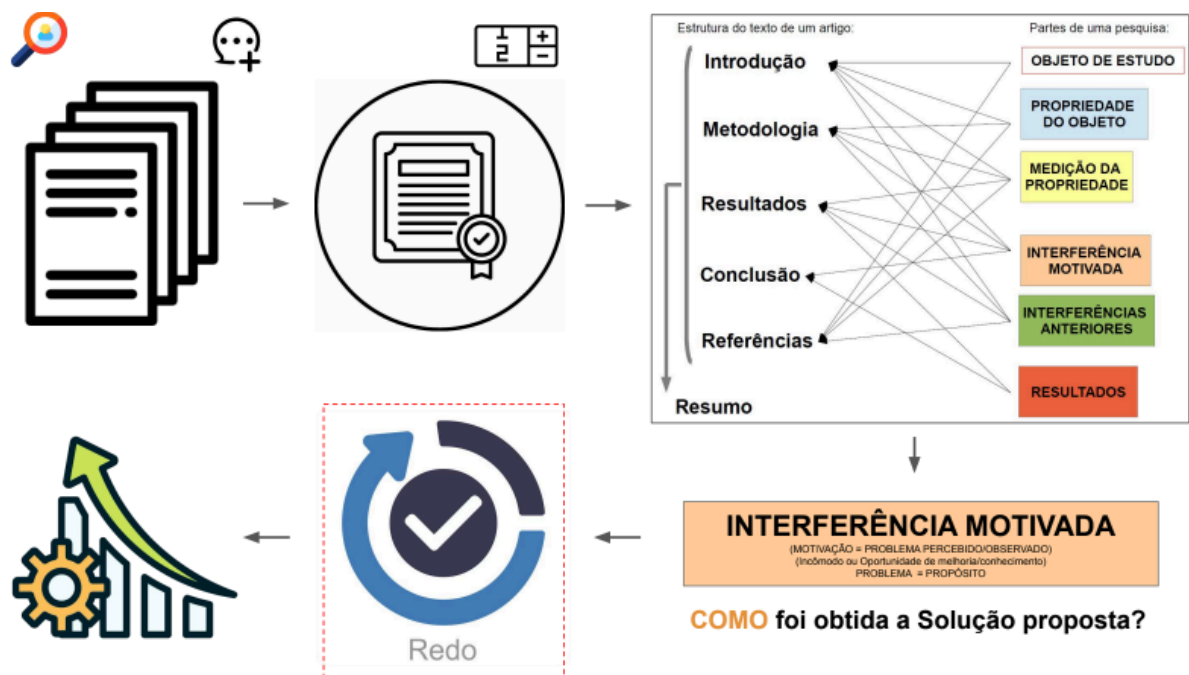 1
2
+
−
Estrutura do texto de um artigo:
Partes de uma pesquisa:
Introdução
Metodologia
Resultados
Conclusão
Referências
Resumo
OBJETO DE ESTUDO
PROPRIEDADE
DO OBJETO
MEDIÇÃO DA
PROPRIEDADE
INTERFERÊNCIA
MOTIVADA
INTERFERÊNCIAS
ANTERIORES
RESULTADOS
INTERFERÊNCIA MOTIVADA
(MOTIVAÇÃO = PROBLEMA PERCEBIDO/OBSERVADO)
(Incômodo ou Oportunidade de melhoria/conhecimento)
PROBLEMA = PROPÓSITO
COMO foi obtida a Solução proposta?
Redo